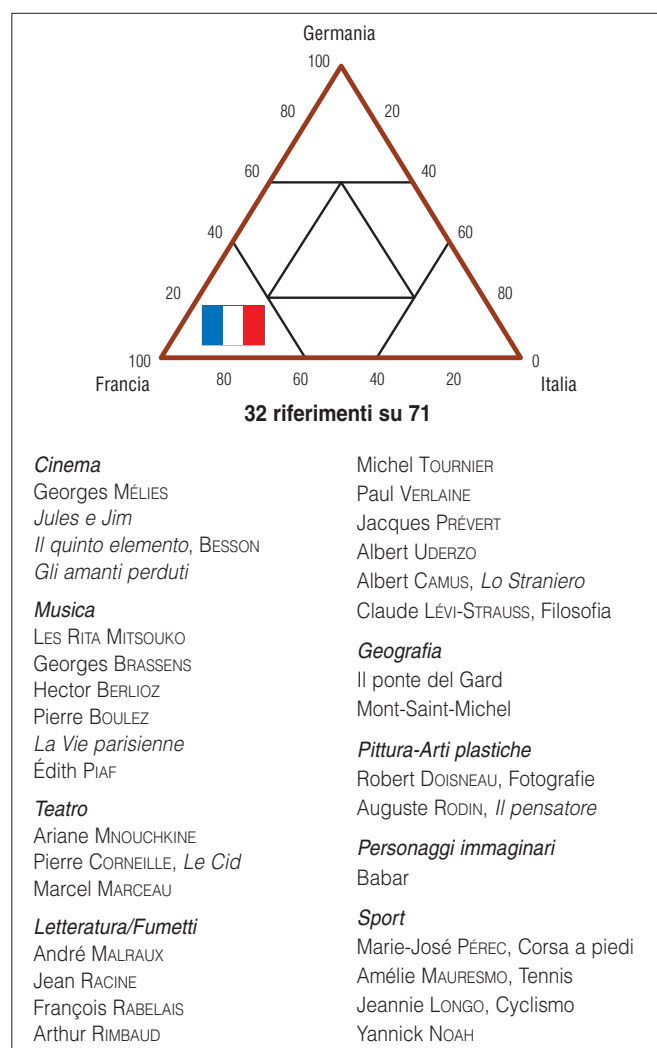 Germania
100
80
20
60
40
40
60
20
80
100
0
Francia
80
60
40
20
Italia
32 riferimenti su 71
Cinema
Georges MÉLIES
Jules e Jim
Il quinto elemento, BESSON
Gli amanti perduti
Musica
LES RITA MITSOUKO
Georges BRASSENS
Hector BERLIOZ
Pierre BOULEZ
La Vie parisienne
Édith PIAF
Teatro
Ariane MNOUCHKINE
Pierre CORNEILLE, Le Cid
Marcel MARCEAU
Letteratura/Fumetti
André MALRAUX
Jean RACINE
François RABELAIS
Arthur RIMBAUD
Michel TOURNIER
Paul VERLAINE
Jacques PRÉVERT
Albert UDERZO
Albert CAMUS, Lo Straniero
Claude LÉVI-STRAUSS, Filosofia
Geografia
Il ponte del Gard
Mont-Saint-Michel
Pittura-Arti plastiche
Robert DOISNEAU, Fotografie
Auguste RODIN, Il pensatore
Personaggi immaginari
Babar
Sport
Marie-José PÉREC, Corsa a piedi
Amélie MAURESMO, Tennis
Jeannie LONGO, Cyclismo
Yannick NOAH